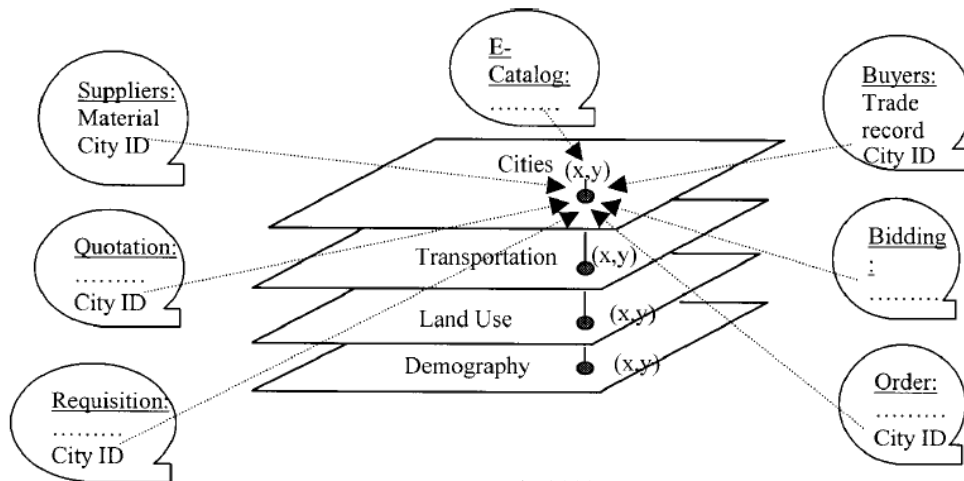 E-
Catalog:
........
Suppliers:
Material
City ID
Buyers:
Trade
record
City ID
Cities
(x,y)
Quotation:
........
City ID
Transportation
(x,y)
Bidding
:
.........
Land Use
(x,y)
Demography
(x,y)
Requisition:
.........
City ID
Order:
.........
City ID